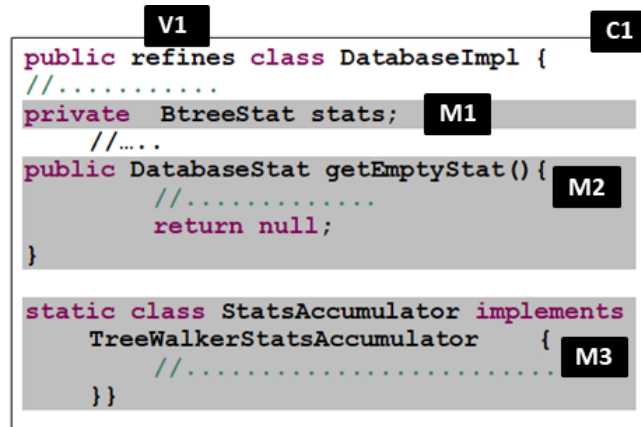 V1
C1
public refines class DatabaseImpl {
//...........
private BtreeStat stats; M1
//…..
public DatabaseStat getEmptyStat(){
M2
//.............
return null;
}
static class StatsAccumulator implements
TreeWalkerStatsAccumulator {
M3
//.........................
}}